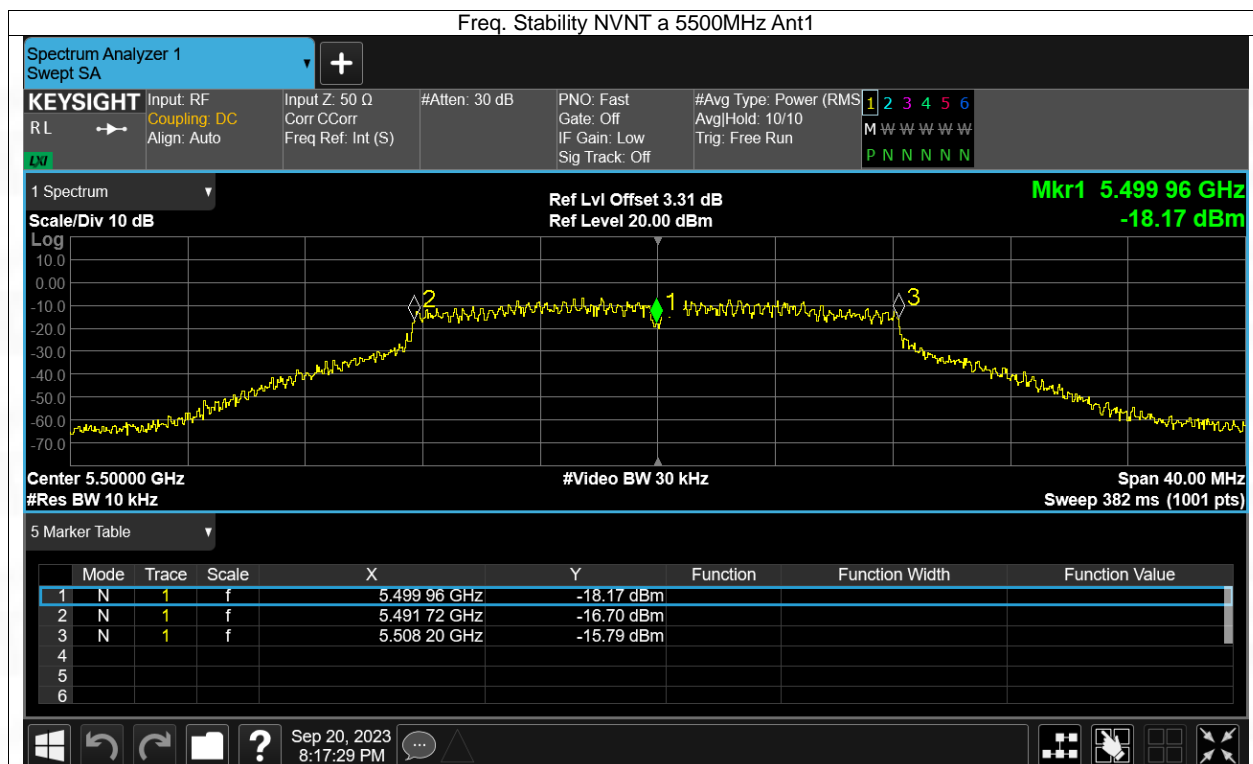 Freq. Stability NVNT a 5500MHz Ant1
Spectrum Analyzer 1
Swept SA
KEYSIGHT Input: RF Input Z: 50 Ω #Atten: 30 dB PNO: Fast #Avg Type: Power (RMS 1 2 3 4 5 6
RL Coupling: DC Corr CCorr Gate: Off Avg|Hold: 10/10 M W W W W W
Align: Auto Freq Ref: Int (S) IF Gain: Low Trig: Free Run
LXI Sig Track: Off P N N N N N
1 Spectrum Ref Lvl Offset 3.31 dB Mkr1 5.499 96 GHz
Scale/Div 10 dB Ref Level 20.00 dBm -18.17 dBm
Log
10.0
0.00
-10.0 2 1 3
-20.0
-30.0
-40.0
-50.0
-60.0
-70.0
Center 5.50000 GHz #Video BW 30 kHz Span 40.00 MHz
#Res BW 10 kHz Sweep 382 ms (1001 pts)
5 Marker Table
Mode Trace Scale X Y Function Function Width Function Value
1 N 1 f 5.499 96 GHz -18.17 dBm
2 N 1 f 5.491 72 GHz -16.70 dBm
3 N 1 f 5.508 20 GHz -15.79 dBm
4
5
6
? Sep 20, 2023
8:17:29 PM